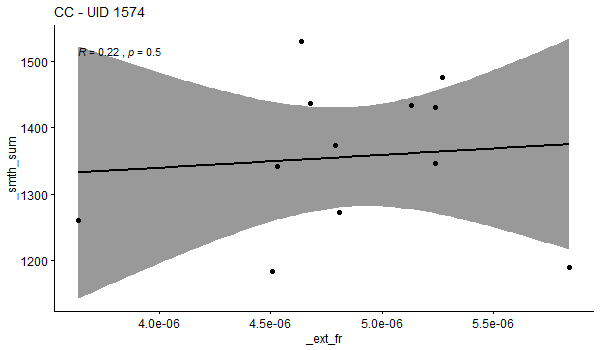 CC - UID 1574
R = 0.22 , p = 0.5
1500
1400
1300
1200
_smth_sum
4.0e-06 4.5e-06 5.0e-06 5.5e-06
_ext_fr